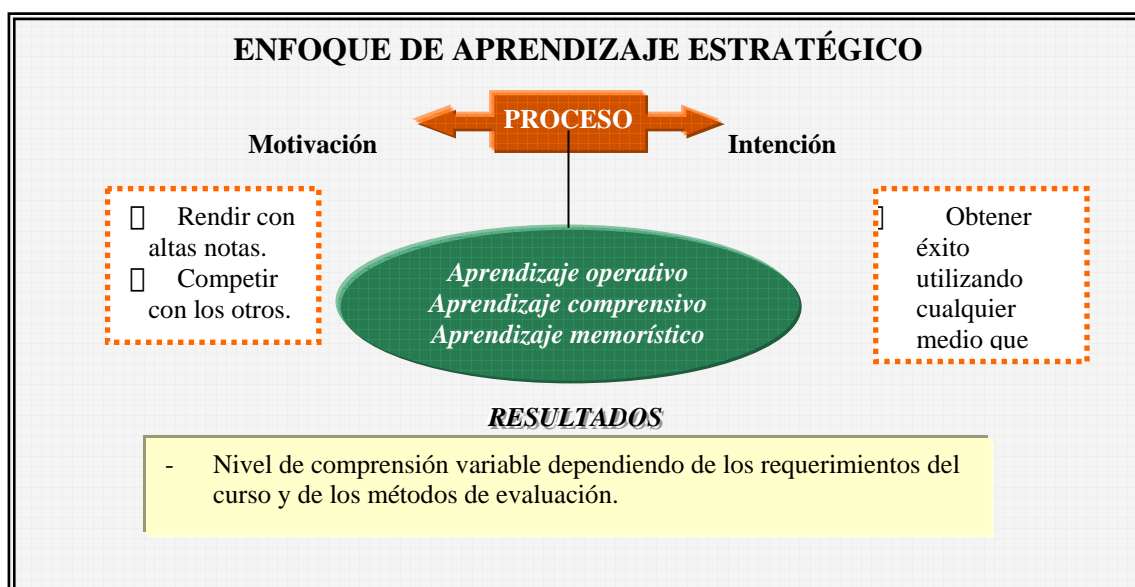 ENFOQUE DE APRENDIZAJE ESTRATÉGICO
PROCESO
Motivación
Intención
Rendir con
altas notas.
Competir
con los otros.
Aprendizaje operativo
Aprendizaje comprensivo
Aprendizaje memorístico
Obtener
éxito
utilizando
cualquier
medio que
RESULTADOS
- Nivel de comprensión variable dependiendo de los requerimientos del
curso y de los métodos de evaluación.